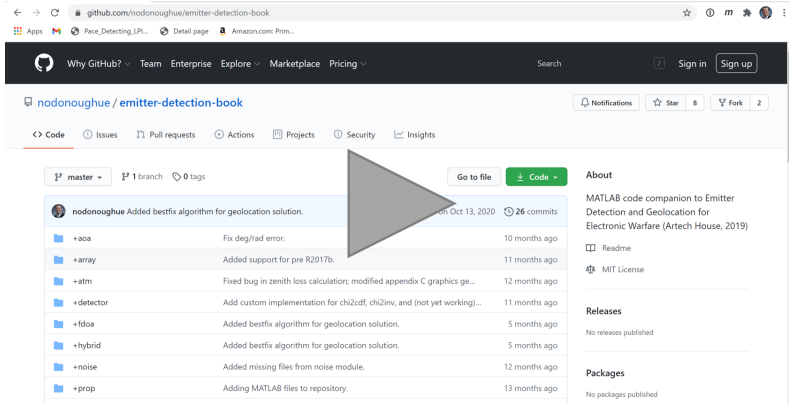 github.com/nodonoughue/emitter-detection-book
Apps Pace_Detecting_LPI... Detail page Amazon.com: Prim...
Why GitHub? Team Enterprise Explore Marketplace Pricing Search / Sign in Sign up
nodonoughue / emitter-detection-book Notifications Star 8 Fork 2
Code Issues Pull requests Actions Projects Security Insights
master 1 branch 0 tags Go to file Code
nodonoughue Added bestfix algorithm for geolocation solution. on Oct 13, 2020 26 commits
+aoa Fix deg/rad error. 10 months ago
+array Added support for pre R2017b. 11 months ago
+atm Fixed bug in zenith loss calculation; modified appendix C graphics ge... 12 months ago
+detector Add custom implementation for chi2cdf, chi2inv, and (not yet working)... 11 months ago
+fdoa Added bestfix algorithm for geolocation solution. 5 months ago
+hybrid Added bestfix algorithm for geolocation solution. 5 months ago
+noise Added missing files from noise module. 12 months ago
+prop Adding MATLAB files to repository. 13 months ago
About
MATLAB code companion to Emitter
Detection and Geolocation for
Electronic Warfare (Artech House, 2019)
Readme
MIT License
Releases
No releases published
Packages
No packages published